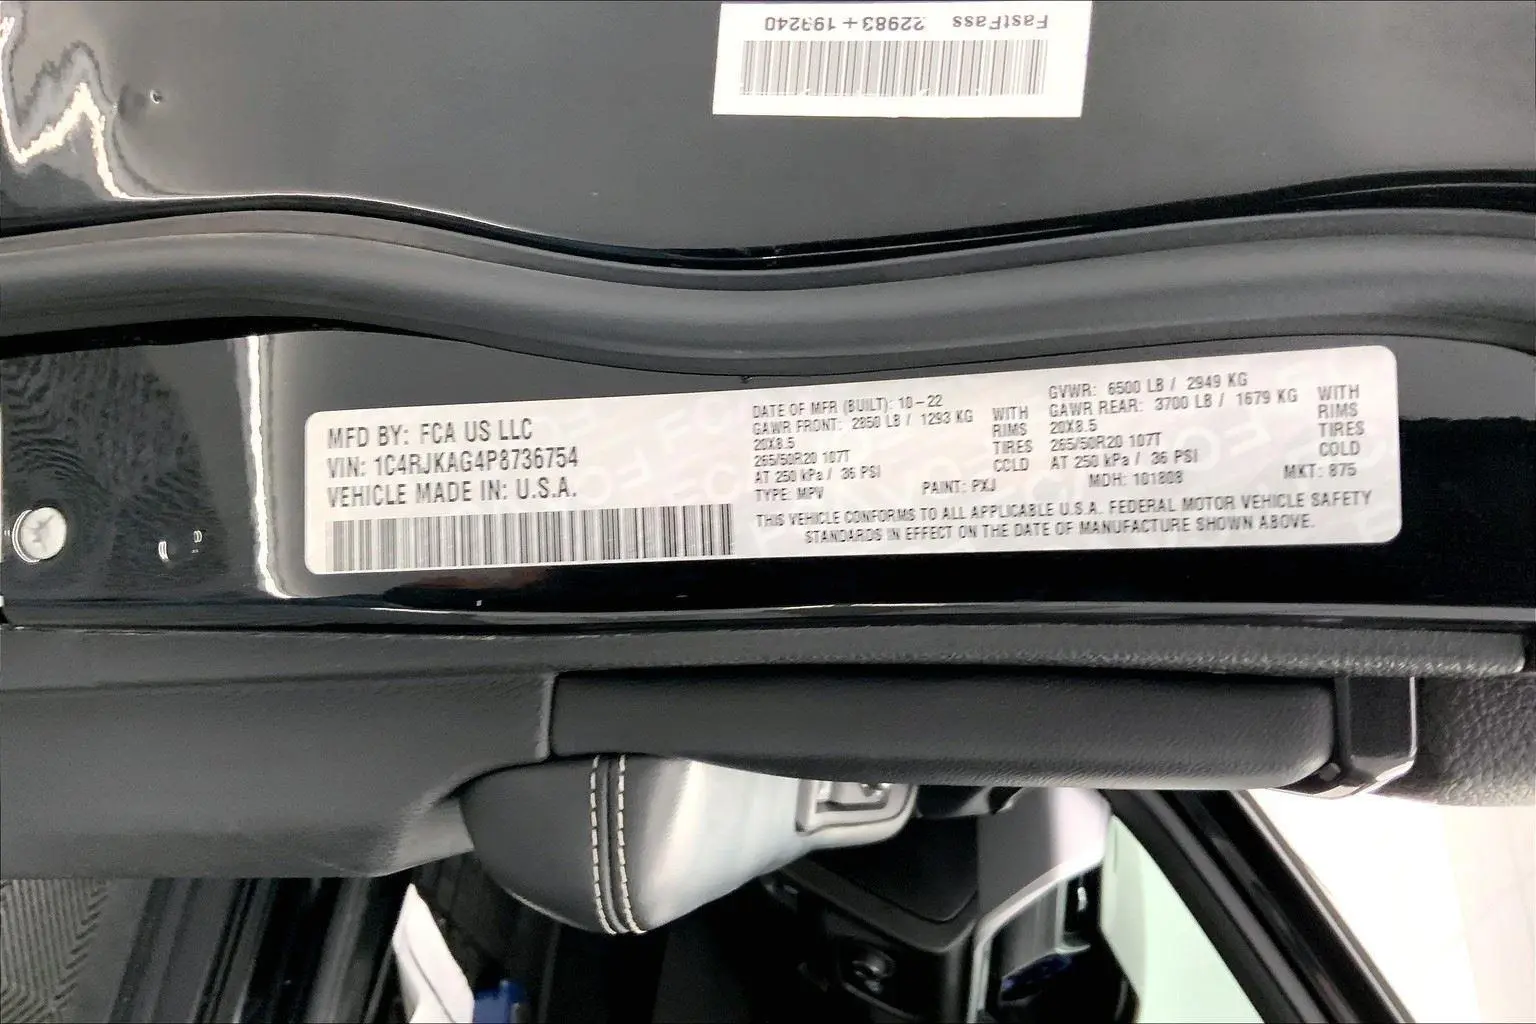 FastFass 22983+193240
MFD BY: FCA US LLC
VIN: 1C4RJKAG4P8736754
VEHICLE MADE IN: U.S.A.
DATE OF MFR (BUILT): 10-22
GAWR FRONT: 2850 LB / 1293 KG WITH
20X8.5 RIMS
265/50R20 107T TIRES
AT 250 kPa / 36 PSI COLD
GVWR: 6500 LB / 2949 KG
GAWR REAR: 3700 LB / 1679 KG WITH
20X8.5 RIMS
265/50R20 107T TIRES
AT 250 kPa / 36 PSI COLD
TYPE: MPV PAINT: PXJ MDH: 101808 MKT: 875
THIS VEHICLE CONFORMS TO ALL APPLICABLE U.S.A. FEDERAL MOTOR VEHICLE SAFETY
STANDARDS IN EFFECT ON THE DATE OF MANUFACTURE SHOWN ABOVE.